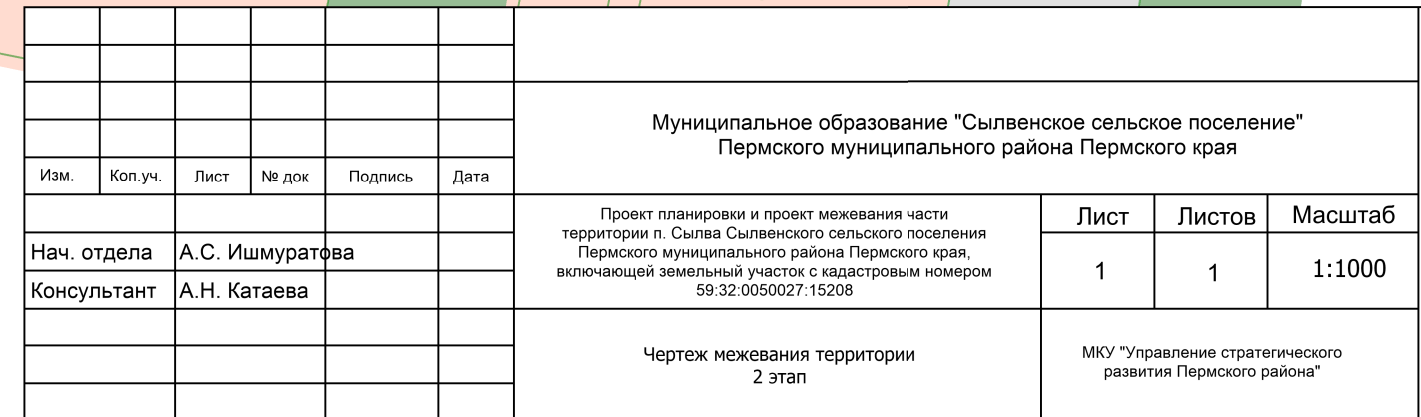 Муниципальное образование "Сылвенское сельское поселение"
Пермского муниципального района Пермского края
Изм. Кол.уч. Лист № док Подпись Дата
Проект планировки и проект межевания части
территории п. Сылва Сылвенского сельского поселения
Пермского муниципального района Пермского края,
включающей земельный участок с кадастровым номером
59:32:0050027:15208
Лист Листов Масштаб
1 1 1:1000
Нач. отдела А.С. Ишмуратова
Консультант А.Н. Катаева
Чертеж межевания территории
2 этап
МКУ "Управление стратегического
развития Пермского района"